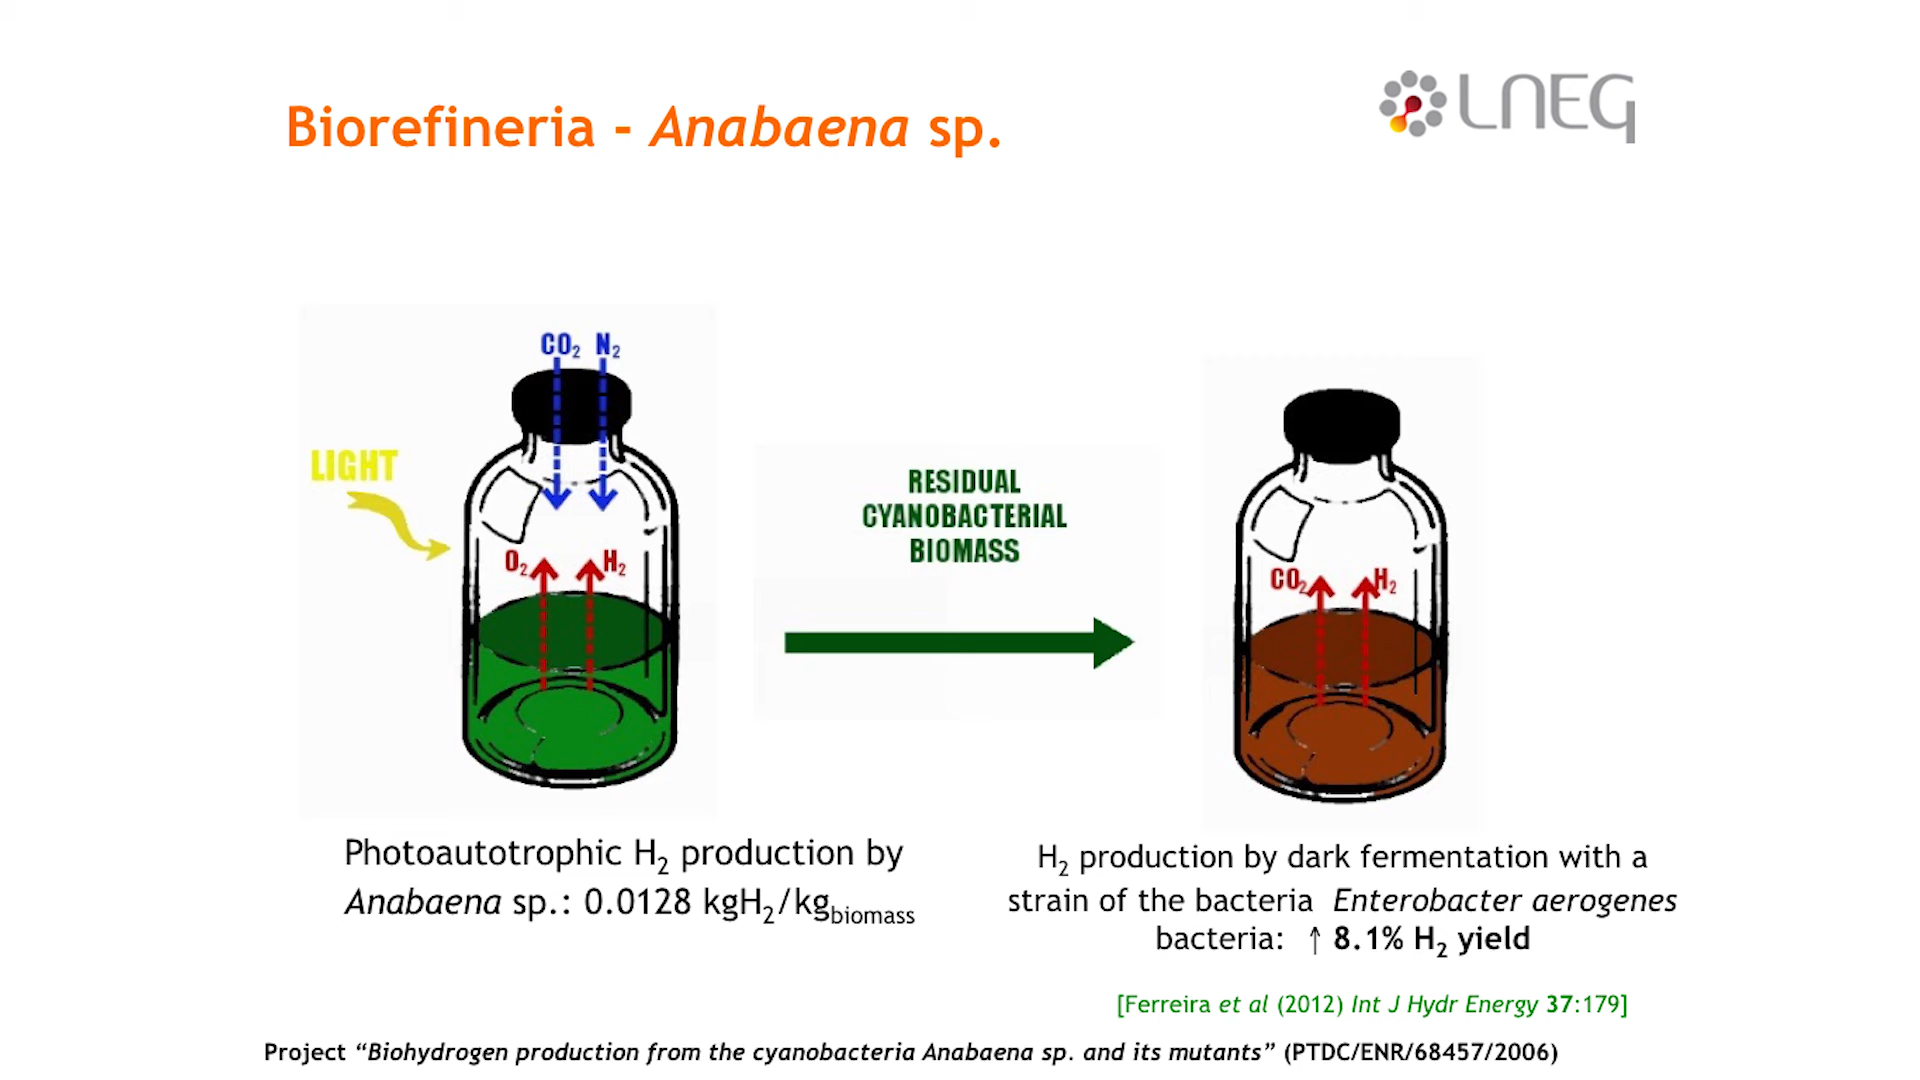 LNEG
Biorefineria - Anabaena sp.
CO2 N2
LIGHT
O2 H2
RESIDUAL
CYANOBACTERIAL
BIOMASS
CO2 H2
Photoautotrophic H2 production by
Anabaena sp.: 0.0128 kgH2/kgbiomass
H2 production by dark fermentation with a
strain of the bacteria Enterobacter aerogenes
bacteria: ↑ 8.1% H2 yield
[Ferreira et al (2012) Int J Hydr Energy 37:179]
Project “Biohydrogen production from the cyanobacteria Anabaena sp. and its mutants” (PTDC/ENR/68457/2006)